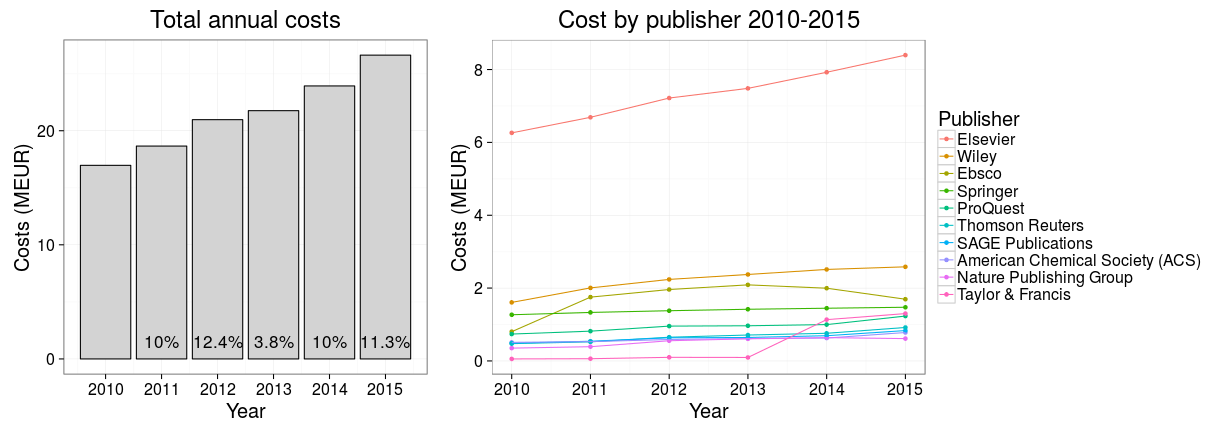 Total annual costs
Costs (MEUR)
20
10
0
10%
12.4%
3.8%
10%
11.3%
2010
2011
2012
2013
2014
2015
Year
Cost by publisher 2010-2015
Costs (MEUR)
8
6
4
2
0
2010
2011
2012
2013
2014
2015
Year
Publisher
Elsevier
Wiley
Ebsco
Springer
ProQuest
Thomson Reuters
SAGE Publications
American Chemical Society (ACS)
Nature Publishing Group
Taylor & Francis